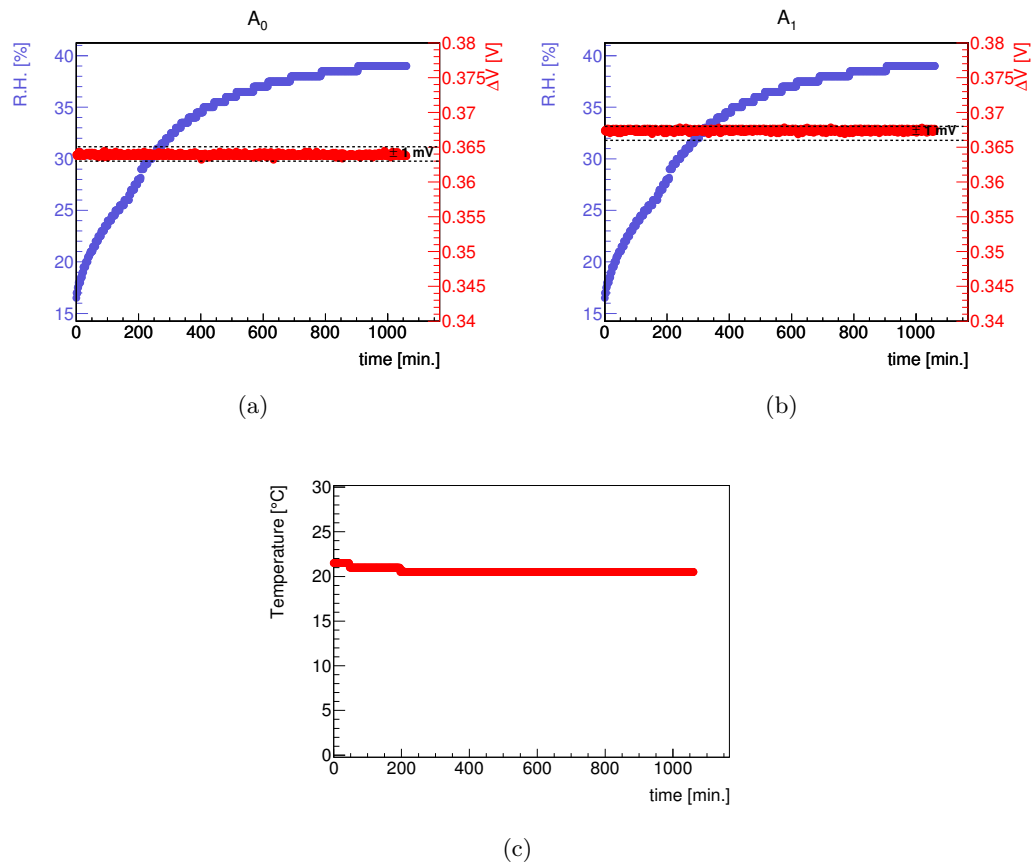 A0
R.H. [%]
40
35
30
25
20
15
0.38
0.375
0.37
0.365
0.36
0.355
0.35
0.345
0.34
ΔV [V]
1 mV
0 200 400 600 800 1000
time [min.]
(a)
A1
R.H. [%]
40
35
30
25
20
15
0.38
0.375
0.37
0.365
0.36
0.355
0.35
0.345
0.34
ΔV [V]
1 mV
0 200 400 600 800 1000
time [min.]
(b)
Temperature [°C]
30
25
20
15
10
5
0
0 200 400 600 800 1000
time [min.]
(c)